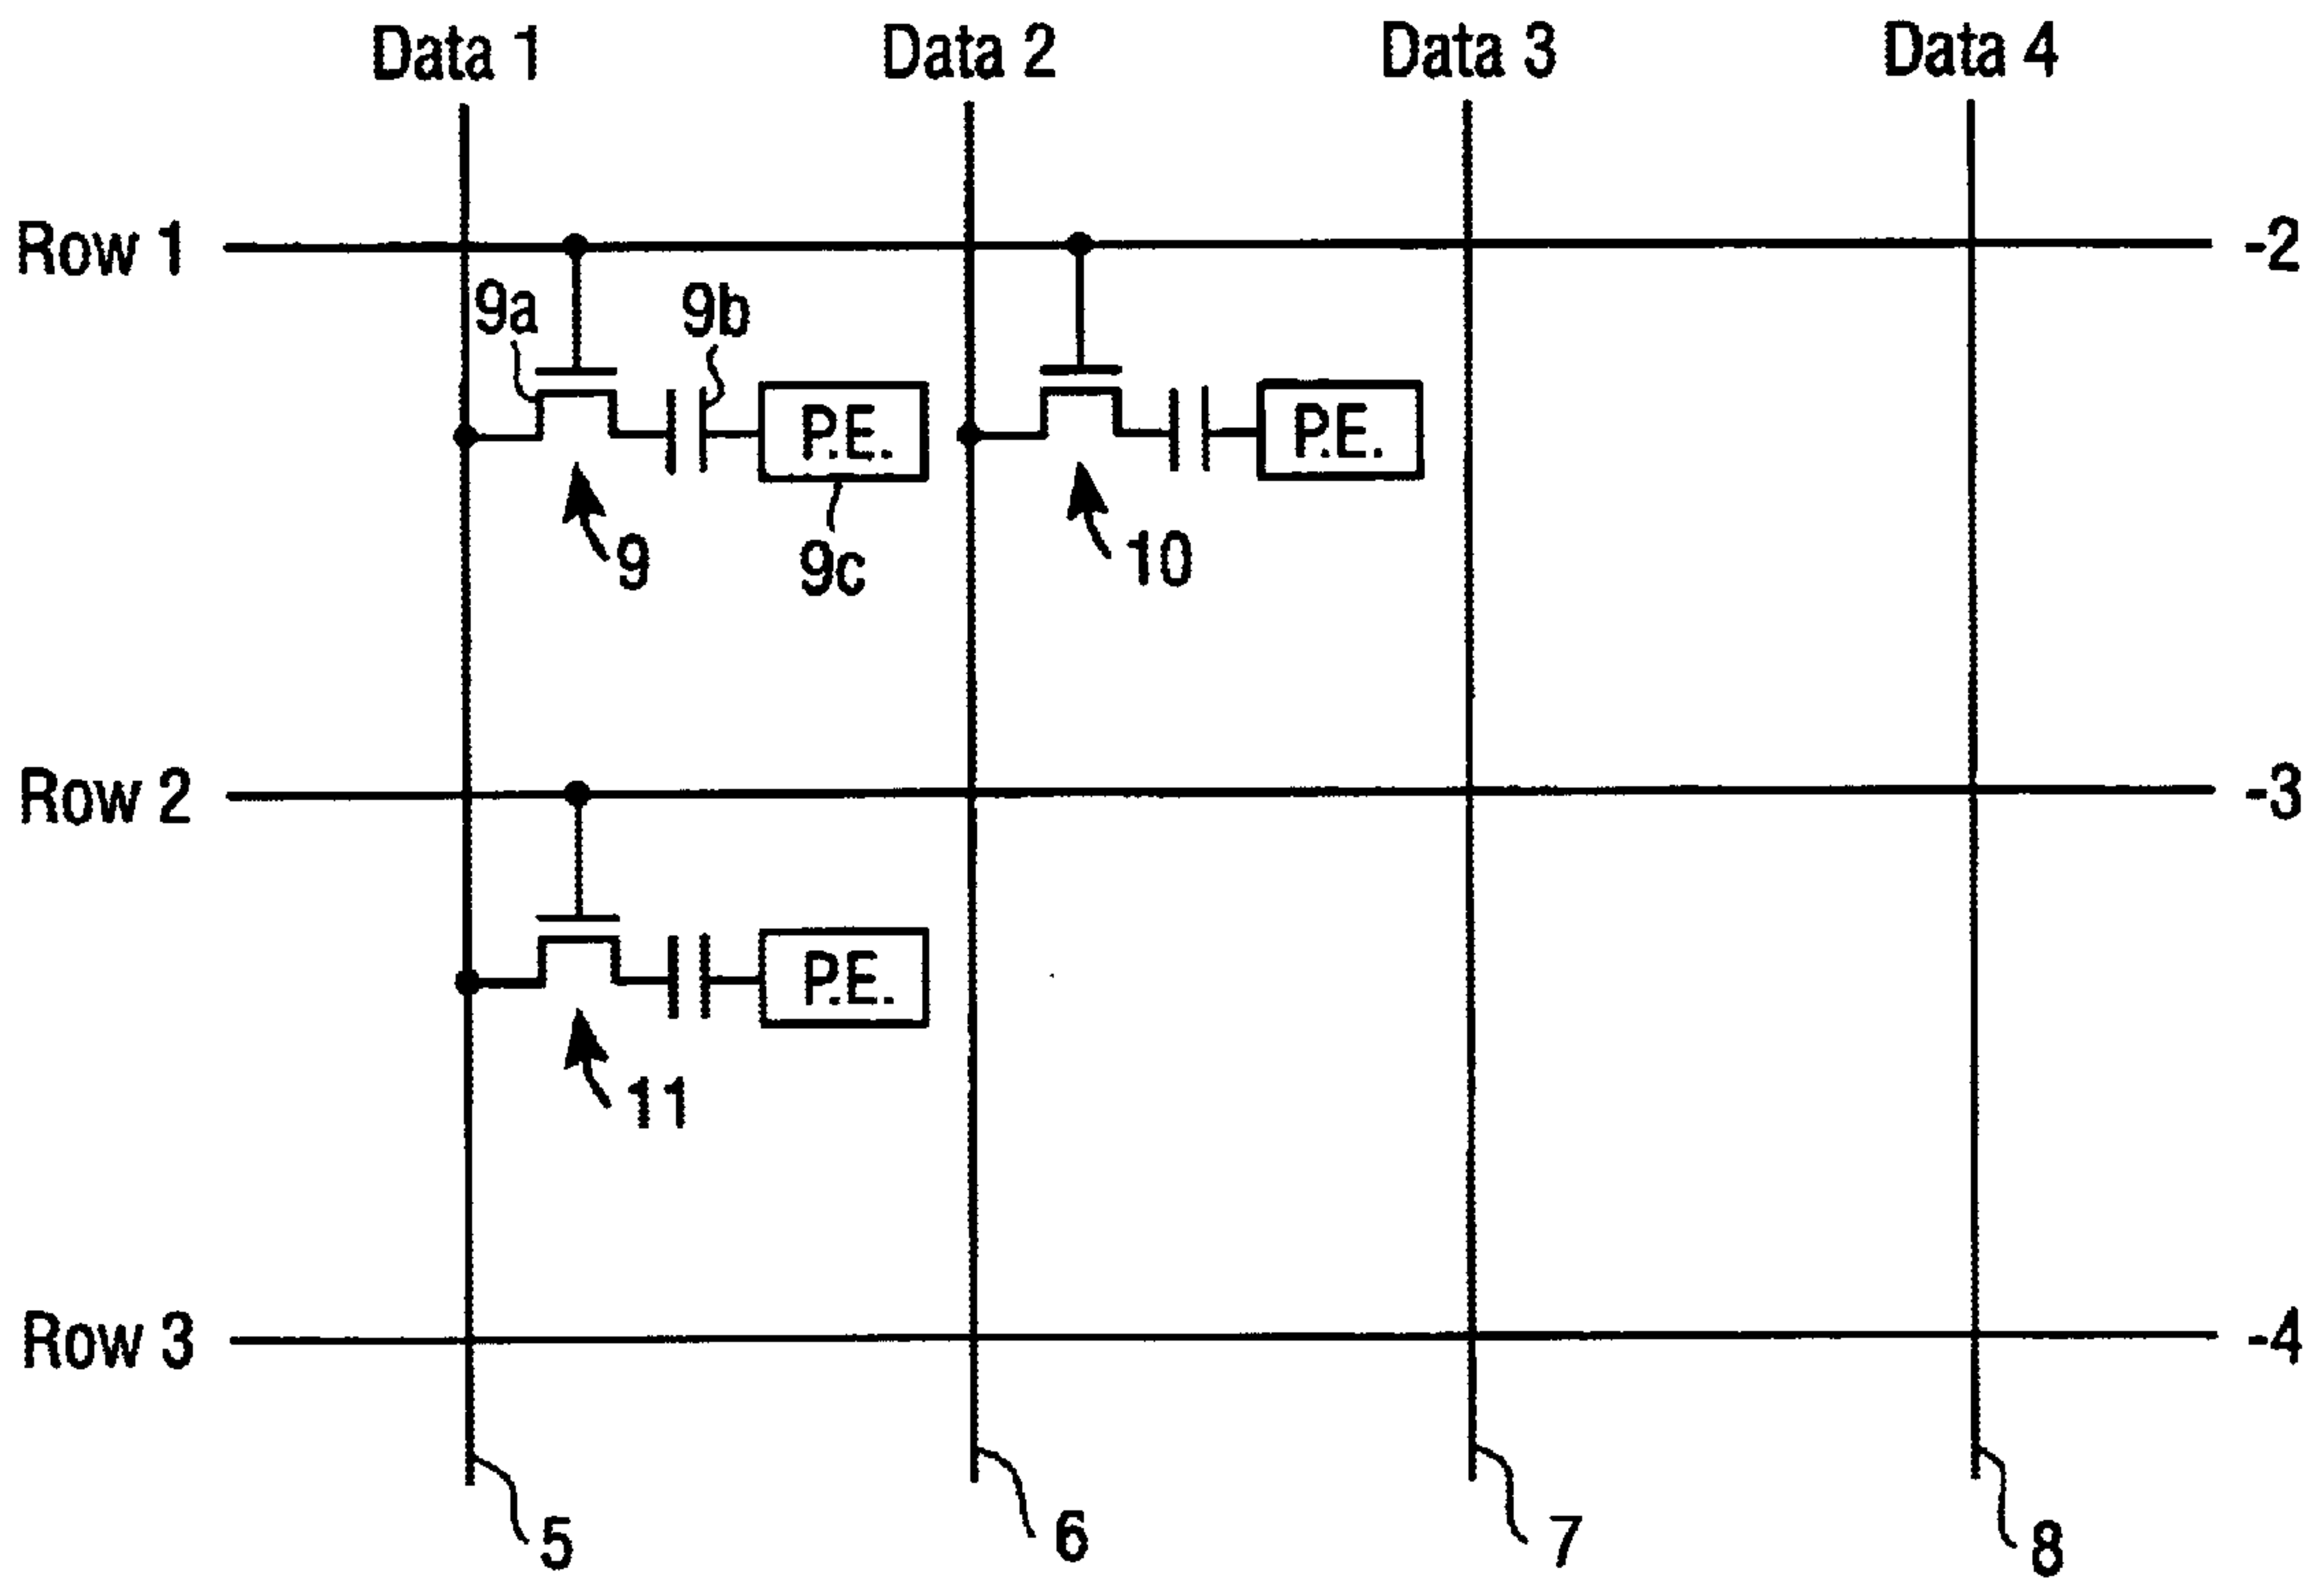 Data 1 Data 2 Data 3 Data 4
Row 1 -2
9a 9b
P.E. P.E.
9 9c 10
Row 2 -3
P.E.
11
Row 3 -4
5 6 7 8